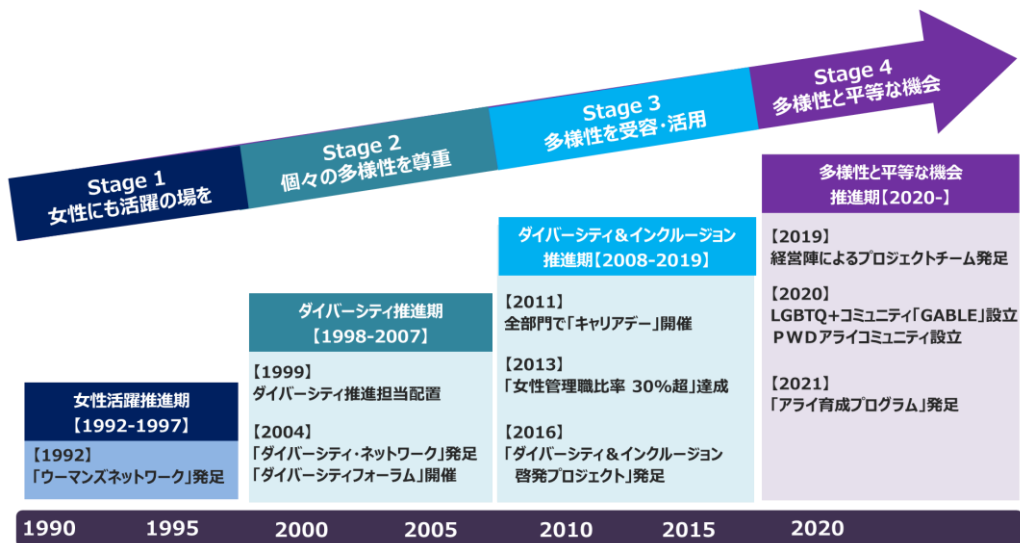 Stage 1
女性にも活躍の場を
Stage 2
個々の多様性を尊重
Stage 3
多様性を受容・活用
Stage 4
多様性と平等な機会
女性活躍推進期
【1992-1997】
【1992】
「ウーマンズネットワーク」発足
ダイバーシティ推進期
【1998-2007】
【1999】
ダイバーシティ推進担当配置
【2004】
「ダイバーシティ・ネットワーク」発足
「ダイバーシティフォーラム」開催
ダイバーシティ＆インクルージョン
推進期【2008-2019】
【2011】
全部門で「キャリアデー」開催
【2013】
「女性管理職比率 30%超」達成
【2016】
「ダイバーシティ＆インクルージョン
啓発プロジェクト」発足
多様性と平等な機会
推進期【2020-】
【2019】
経営陣によるプロジェクトチーム発足
【2020】
LGBTQ+コミュニティ「GABLE」設立
ＰＷＤアライコミュニティ設立
【2021】
「アライ育成プログラム」発足
1990 1995 2000 2005 2010 2015 2020